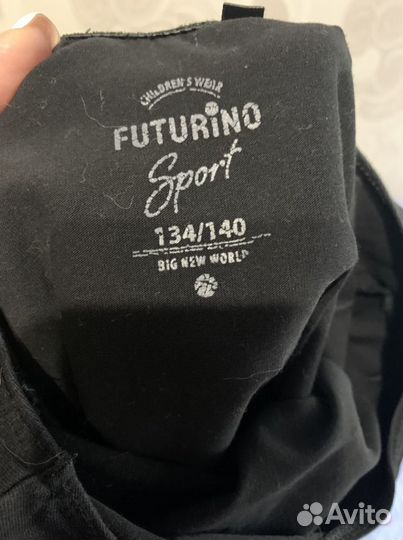 CHILDREN'S WEAR
FUTURiNO
Sport
134/140
BIG NEW WORLD
Avito